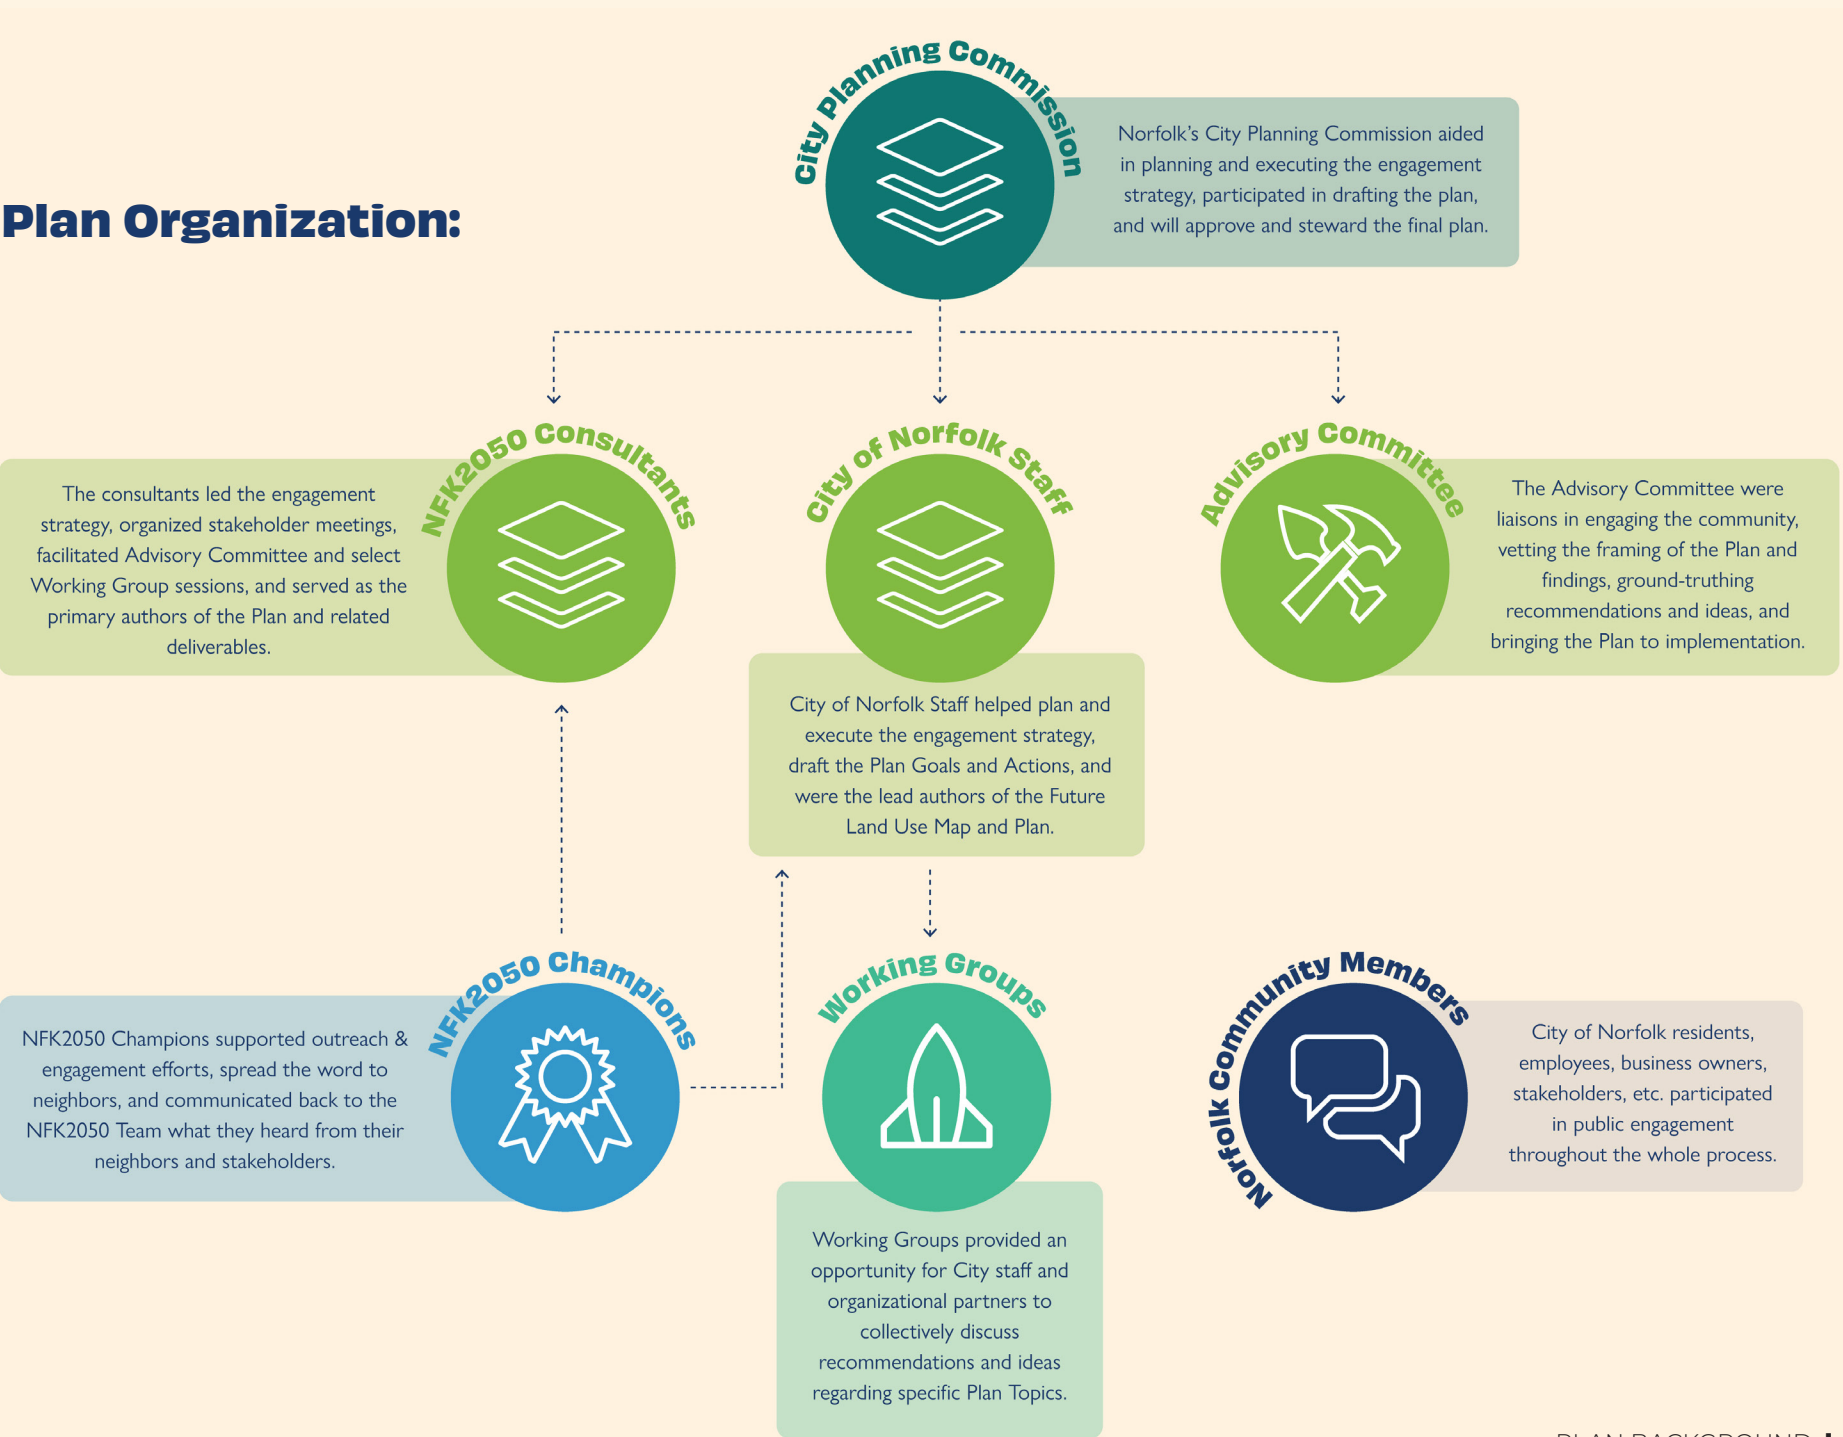 City Planning Commission
Norfolk’s City Planning Commission aided
in planning and executing the engagement
strategy, participated in drafting the plan,
and will approve and steward the final plan.
Plan Organization:
NFK2050 Consultants
The consultants led the engagement
strategy, organized stakeholder meetings,
facilitated Advisory Committee and select
Working Group sessions, and served as the
primary authors of the Plan and related
deliverables.
City of Norfolk Staff
City of Norfolk Staff helped plan and
execute the engagement strategy,
draft the Plan Goals and Actions, and
were the lead authors of the Future
Land Use Map and Plan.
Advisory Committee
The Advisory Committee were
liaisons in engaging the community,
vetting the framing of the Plan and
findings, ground-truthing
recommendations and ideas, and
bringing the Plan to implementation.
NFK2050 Champions
NFK2050 Champions supported outreach &
engagement efforts, spread the word to
neighbors, and communicated back to the
NFK2050 Team what they heard from their
neighbors and stakeholders.
Working Groups
Working Groups provided an
opportunity for City staff and
organizational partners to
collectively discuss
recommendations and ideas
regarding specific Plan Topics.
Norfolk Community Members
City of Norfolk residents,
employees, business owners,
stakeholders, etc. participated
in public engagement
throughout the whole process.
PLAN BACKGROUND